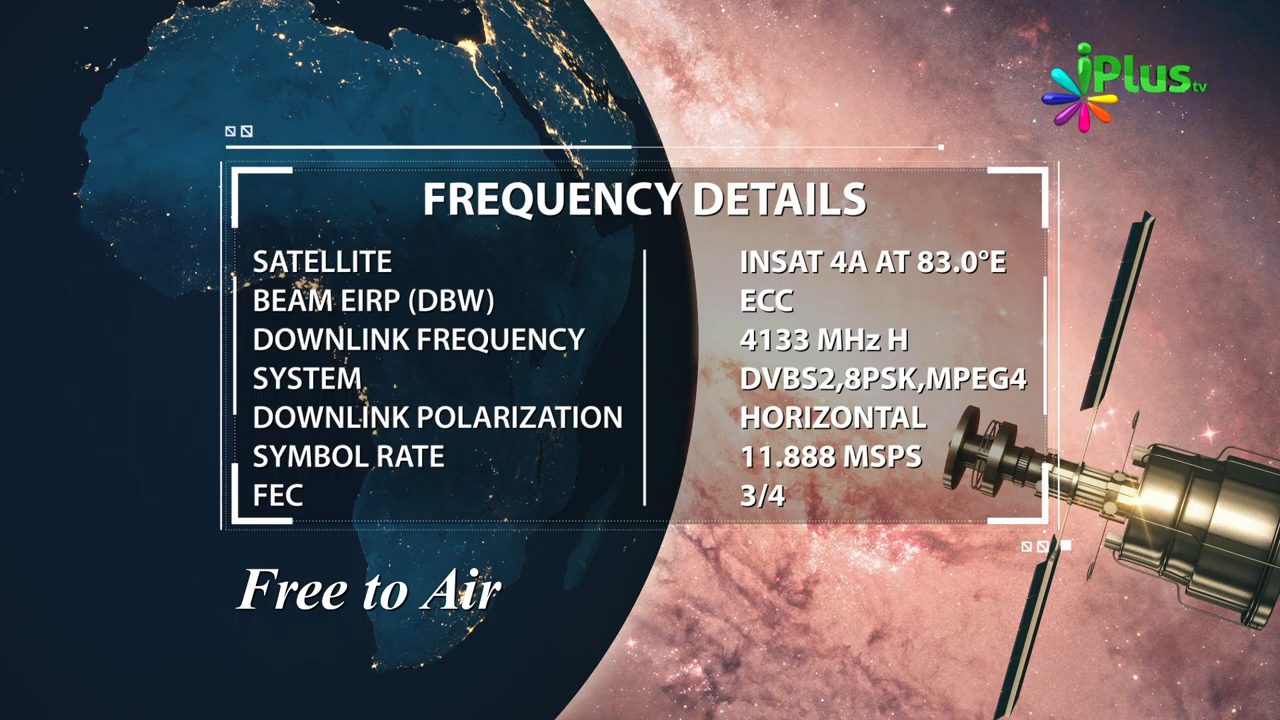 iPlus tv
FREQUENCY DETAILS
SATELLITE INSAT 4A AT 83.0°E
BEAM EIRP (DBW) ECC
DOWNLINK FREQUENCY 4133 MHz H
SYSTEM DVBS2,8PSK,MPEG4
DOWNLINK POLARIZATION HORIZONTAL
SYMBOL RATE 11.888 MSPS
FEC 3/4
Free to Air